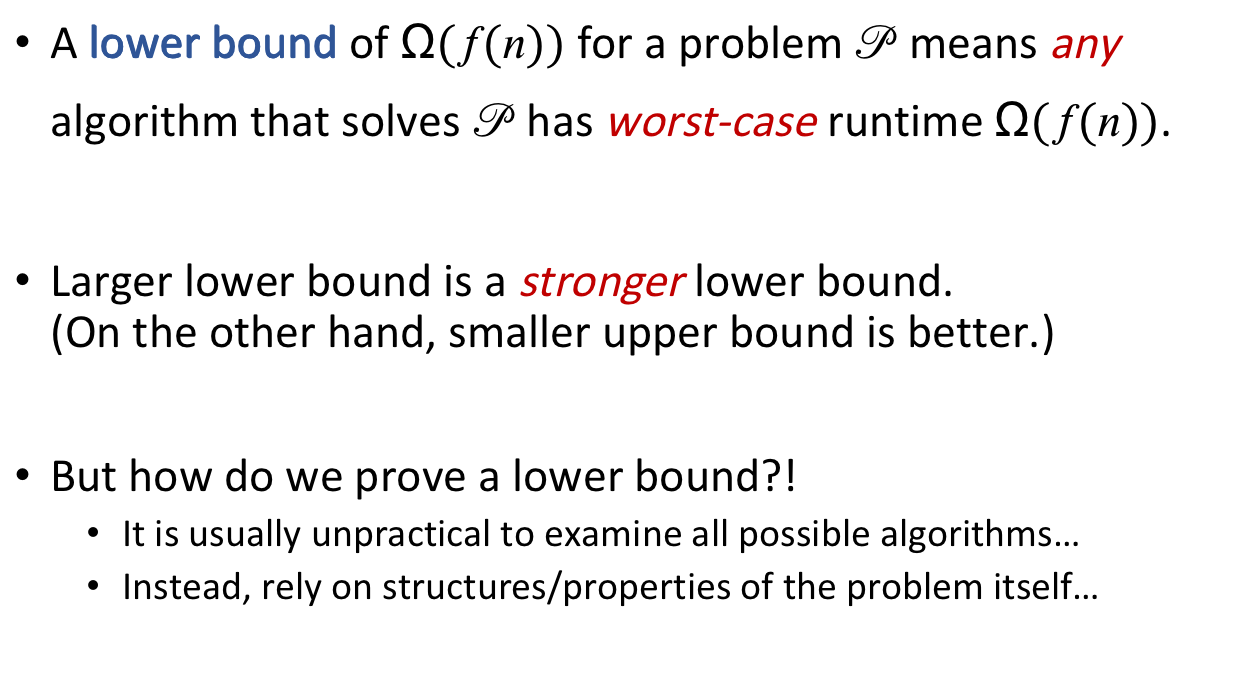 • A lower bound of Ω(f(n)) for a problem 𝒫 means any
algorithm that solves 𝒫 has worst-case runtime Ω(f(n)).
• Larger lower bound is a stronger lower bound.
(On the other hand, smaller upper bound is better.)
• But how do we prove a lower bound?!
• It is usually unpractical to examine all possible algorithms…
• Instead, rely on structures/properties of the problem itself…